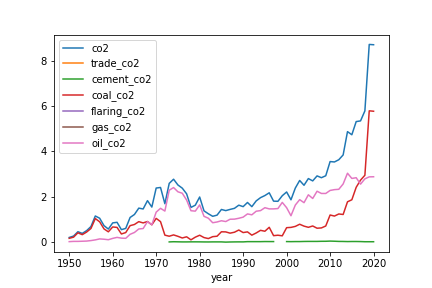 8
6
4
2
0
co2
trade_co2
cement_co2
coal_co2
flaring_co2
gas_co2
oil_co2
1950 1960 1970 1980 1990 2000 2010 2020
year